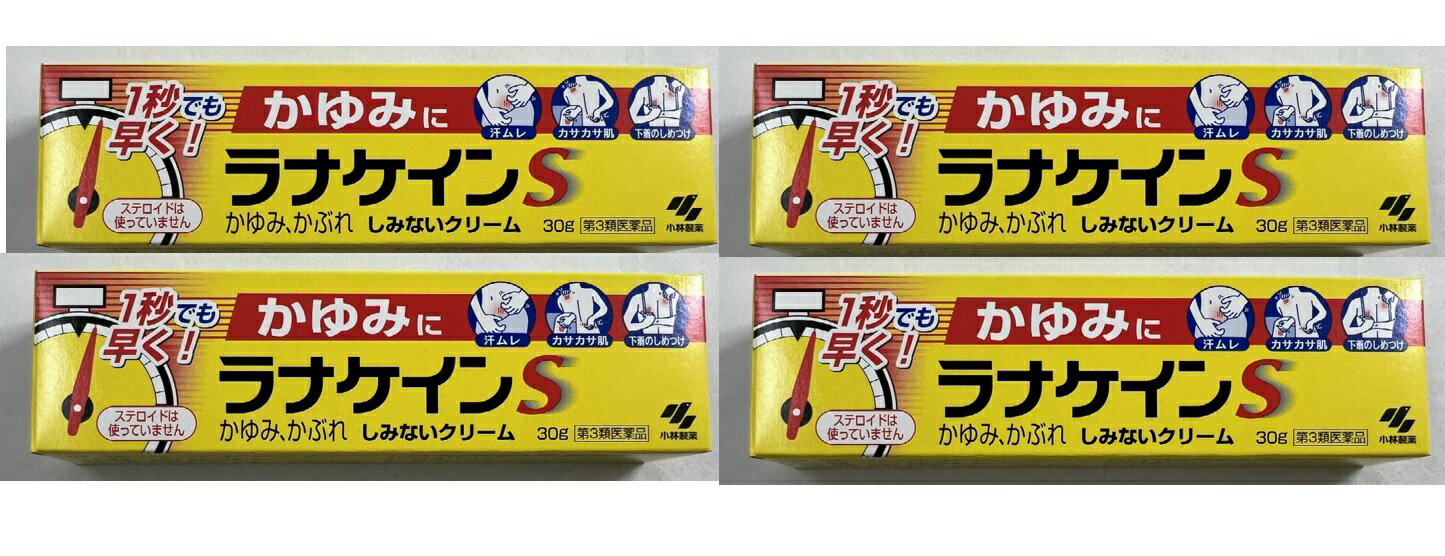 1秒でも
早く!
かゆみに
汗ムレ
カサカサ肌
下着のしめつけ
ラナケインS
ステロイドは
使っていません
かゆみ、かぶれ しみないクリーム 30g 第3類医薬品
小林製薬
1秒でも
早く!
かゆみに
汗ムレ
カサカサ肌
下着のしめつけ
ラナケインS
ステロイドは
使っていません
かゆみ、かぶれ しみないクリーム 30g 第3類医薬品
小林製薬
1秒でも
早く!
かゆみに
汗ムレ
カサカサ肌
下着のしめつけ
ラナケインS
ステロイドは
使っていません
かゆみ、かぶれ しみないクリーム 30g 第3類医薬品
小林製薬
1秒でも
早く!
かゆみに
汗ムレ
カサカサ肌
下着のしめつけ
ラナケインS
ステロイドは
使っていません
かゆみ、かぶれ しみないクリーム 30g 第3類医薬品
小林製薬